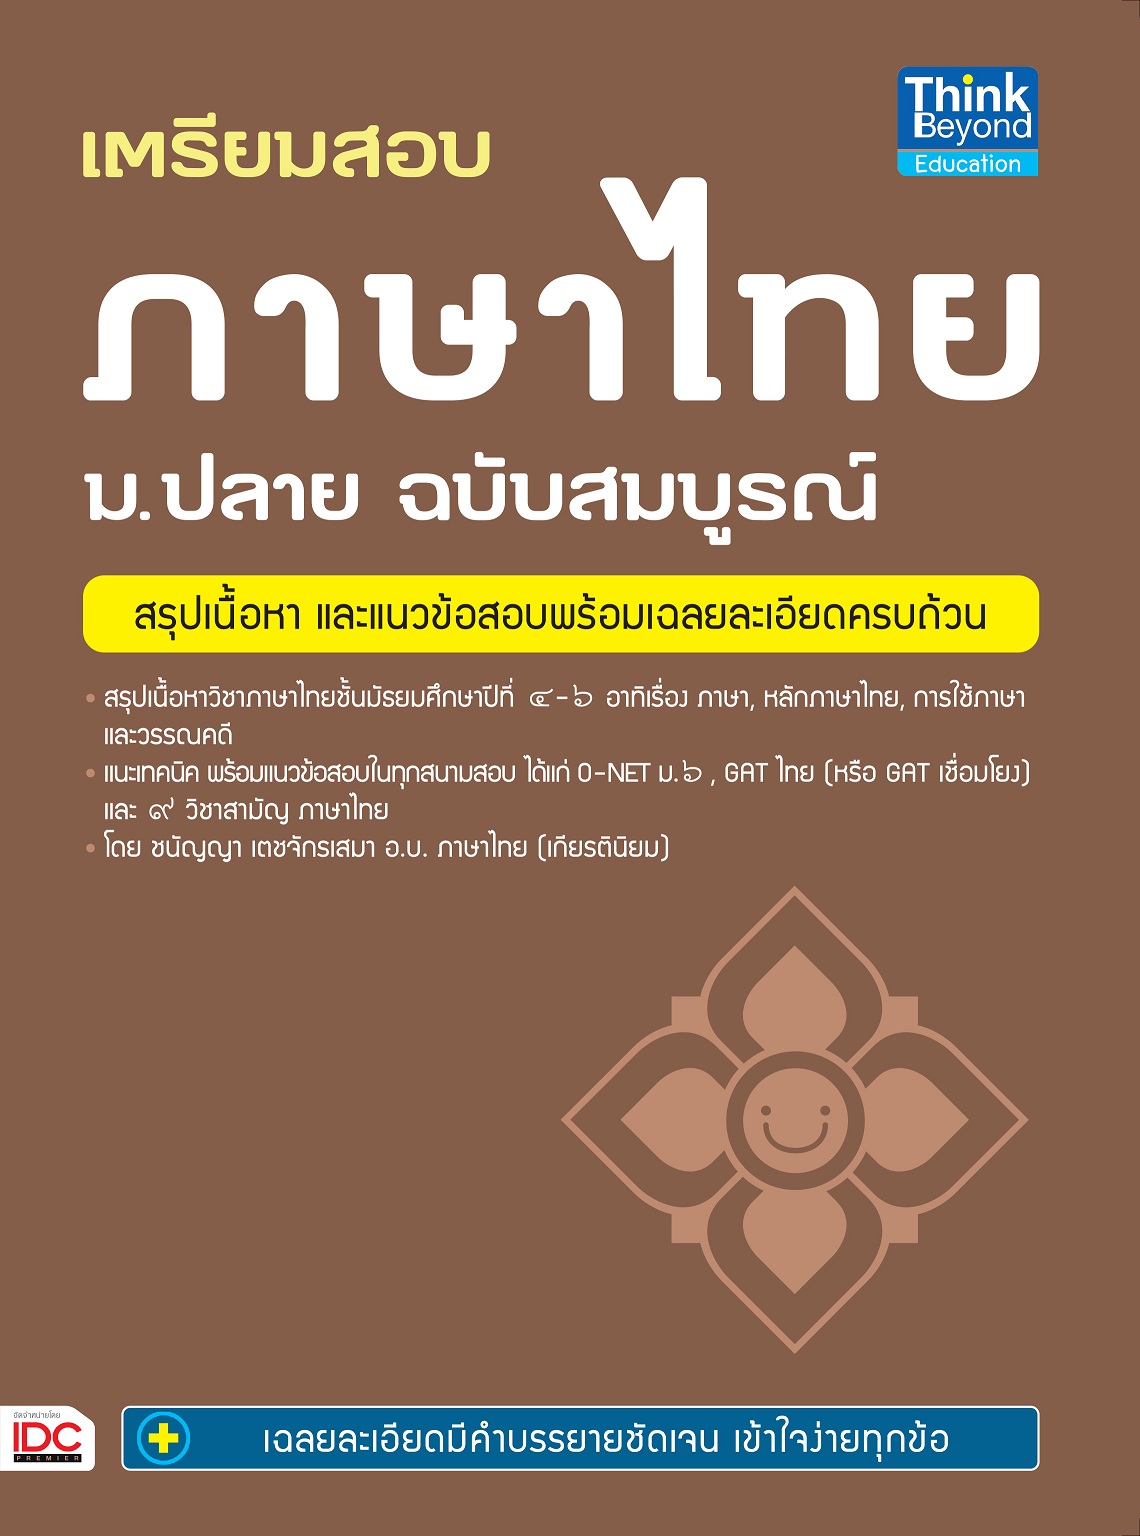 Think
Beyond
Education
เตรียมสอบ
ภาษาไทย
ม.ปลาย ฉบับสมบูรณ์
สรุปเนื้อหา และแนวข้อสอบพร้อมเฉลยละเอียดครบถ้วน
• สรุปเนื้อหาวิชาภาษาไทยชั้นมัธยมศึกษาปีที่ ๔-๖ อาทิเรื่อง ภาษา, หลักภาษาไทย, การใช้ภาษา
และวรรณคดี
• แนะเทคนิค พร้อมแนวข้อสอบในทุกสนามสอบ ได้แก่ O-NET ม.๖ , GAT ไทย (หรือ GAT เชื่อมโยง)
และ ๙ วิชาสามัญ ภาษาไทย
• โดย ชนัญญา เตชจักรเสมา อ.บ. ภาษาไทย (เกียรตินิยม)
จัดจำหน่ายโดย
IDC
PREMIER
เฉลยละเอียดมีคำบรรยายชัดเจน เข้าใจง่ายทุกข้อ